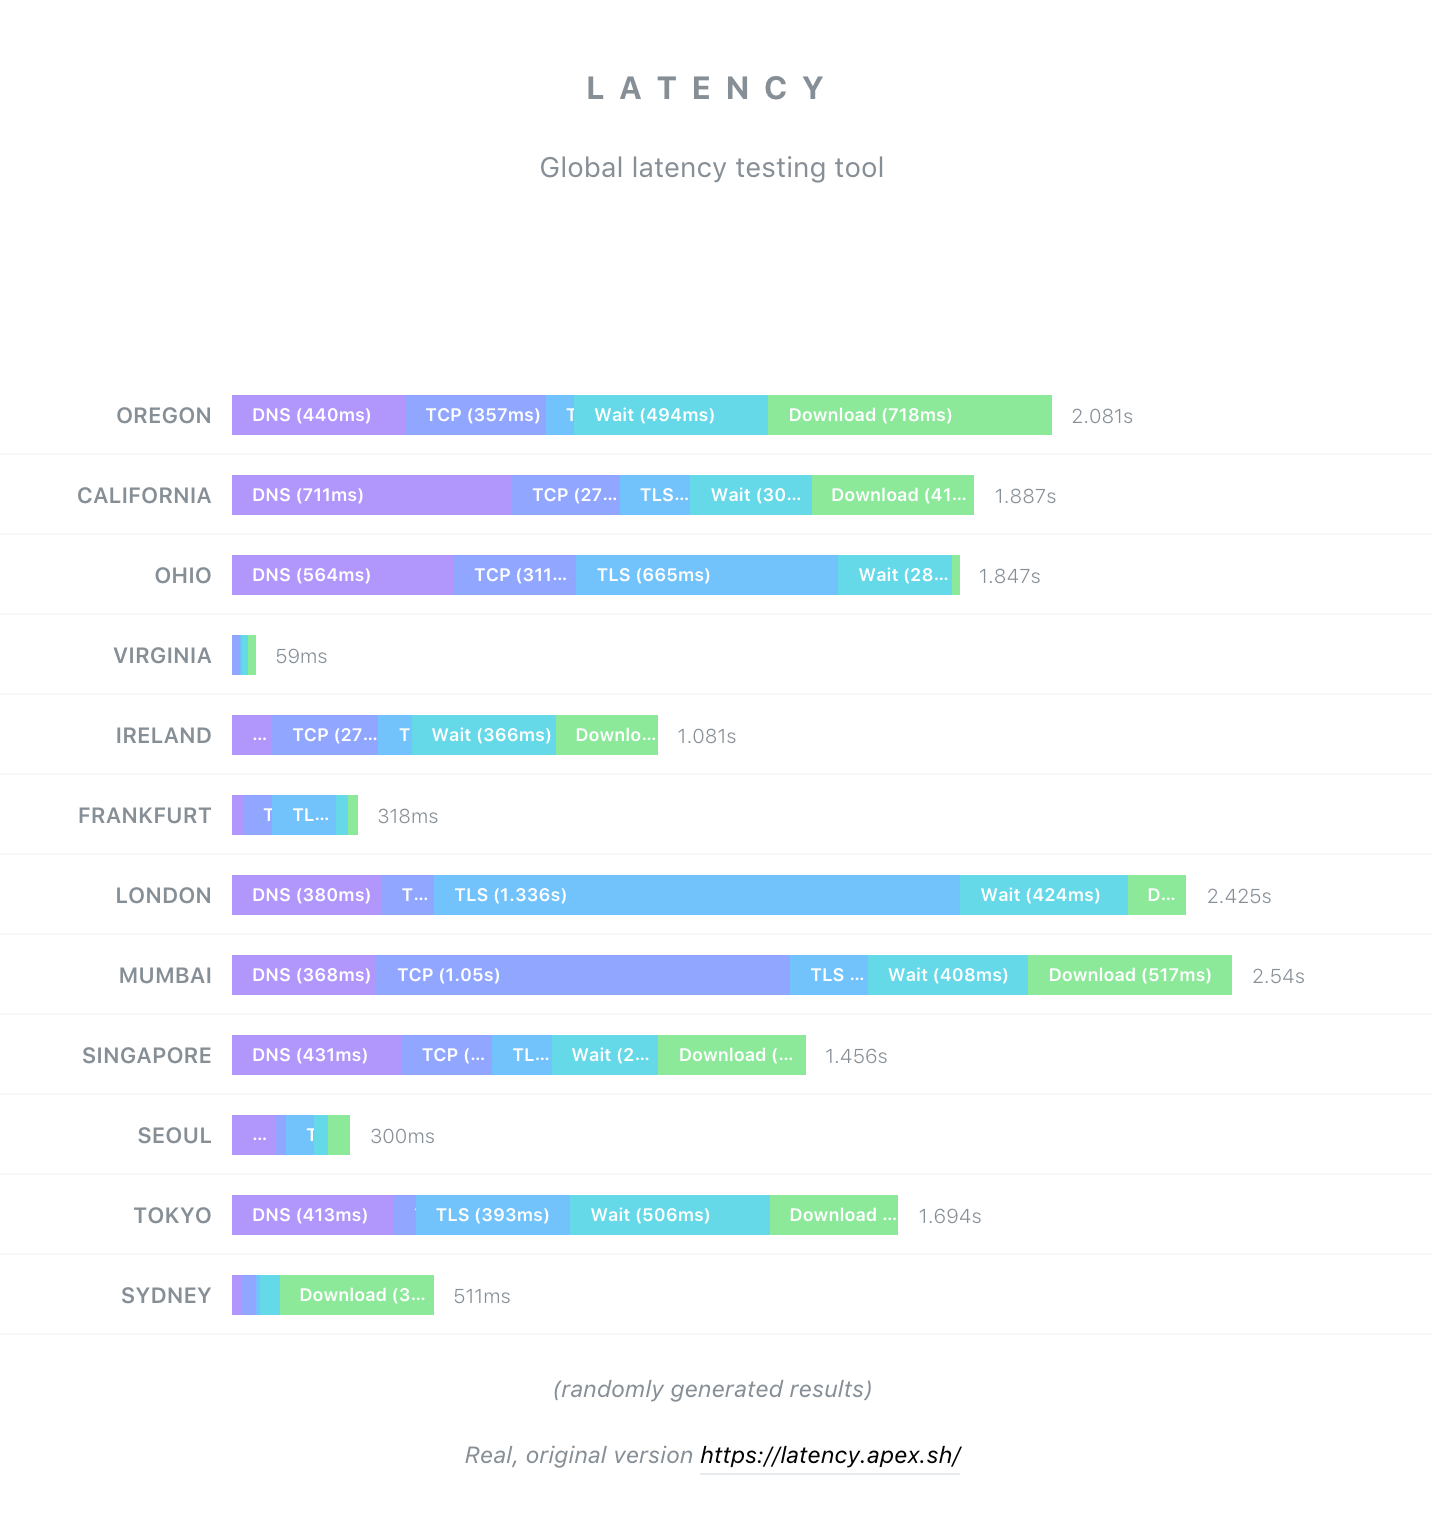 LATENCY
Global latency testing tool
OREGON DNS (440ms) TCP (357ms) T Wait (494ms) Download (718ms) 2.081s
CALIFORNIA DNS (711ms) TCP (27... TLS... Wait (30... Download (41... 1.887s
OHIO DNS (564ms) TCP (311... TLS (665ms) Wait (28... 1.847s
VIRGINIA 59ms
IRELAND ... TCP (27... T Wait (366ms) Downlo... 1.081s
FRANKFURT T TL... 318ms
LONDON DNS (380ms) T... TLS (1.336s) Wait (424ms) D... 2.425s
MUMBAI DNS (368ms) TCP (1.05s) TLS ... Wait (408ms) Download (517ms) 2.54s
SINGAPORE DNS (431ms) TCP (... TL... Wait (2... Download (... 1.456s
SEOUL ... T 300ms
TOKYO DNS (413ms) TLS (393ms) Wait (506ms) Download ... 1.694s
SYDNEY Download (3... 511ms
(randomly generated results)
Real, original version https://latency.apex.sh/